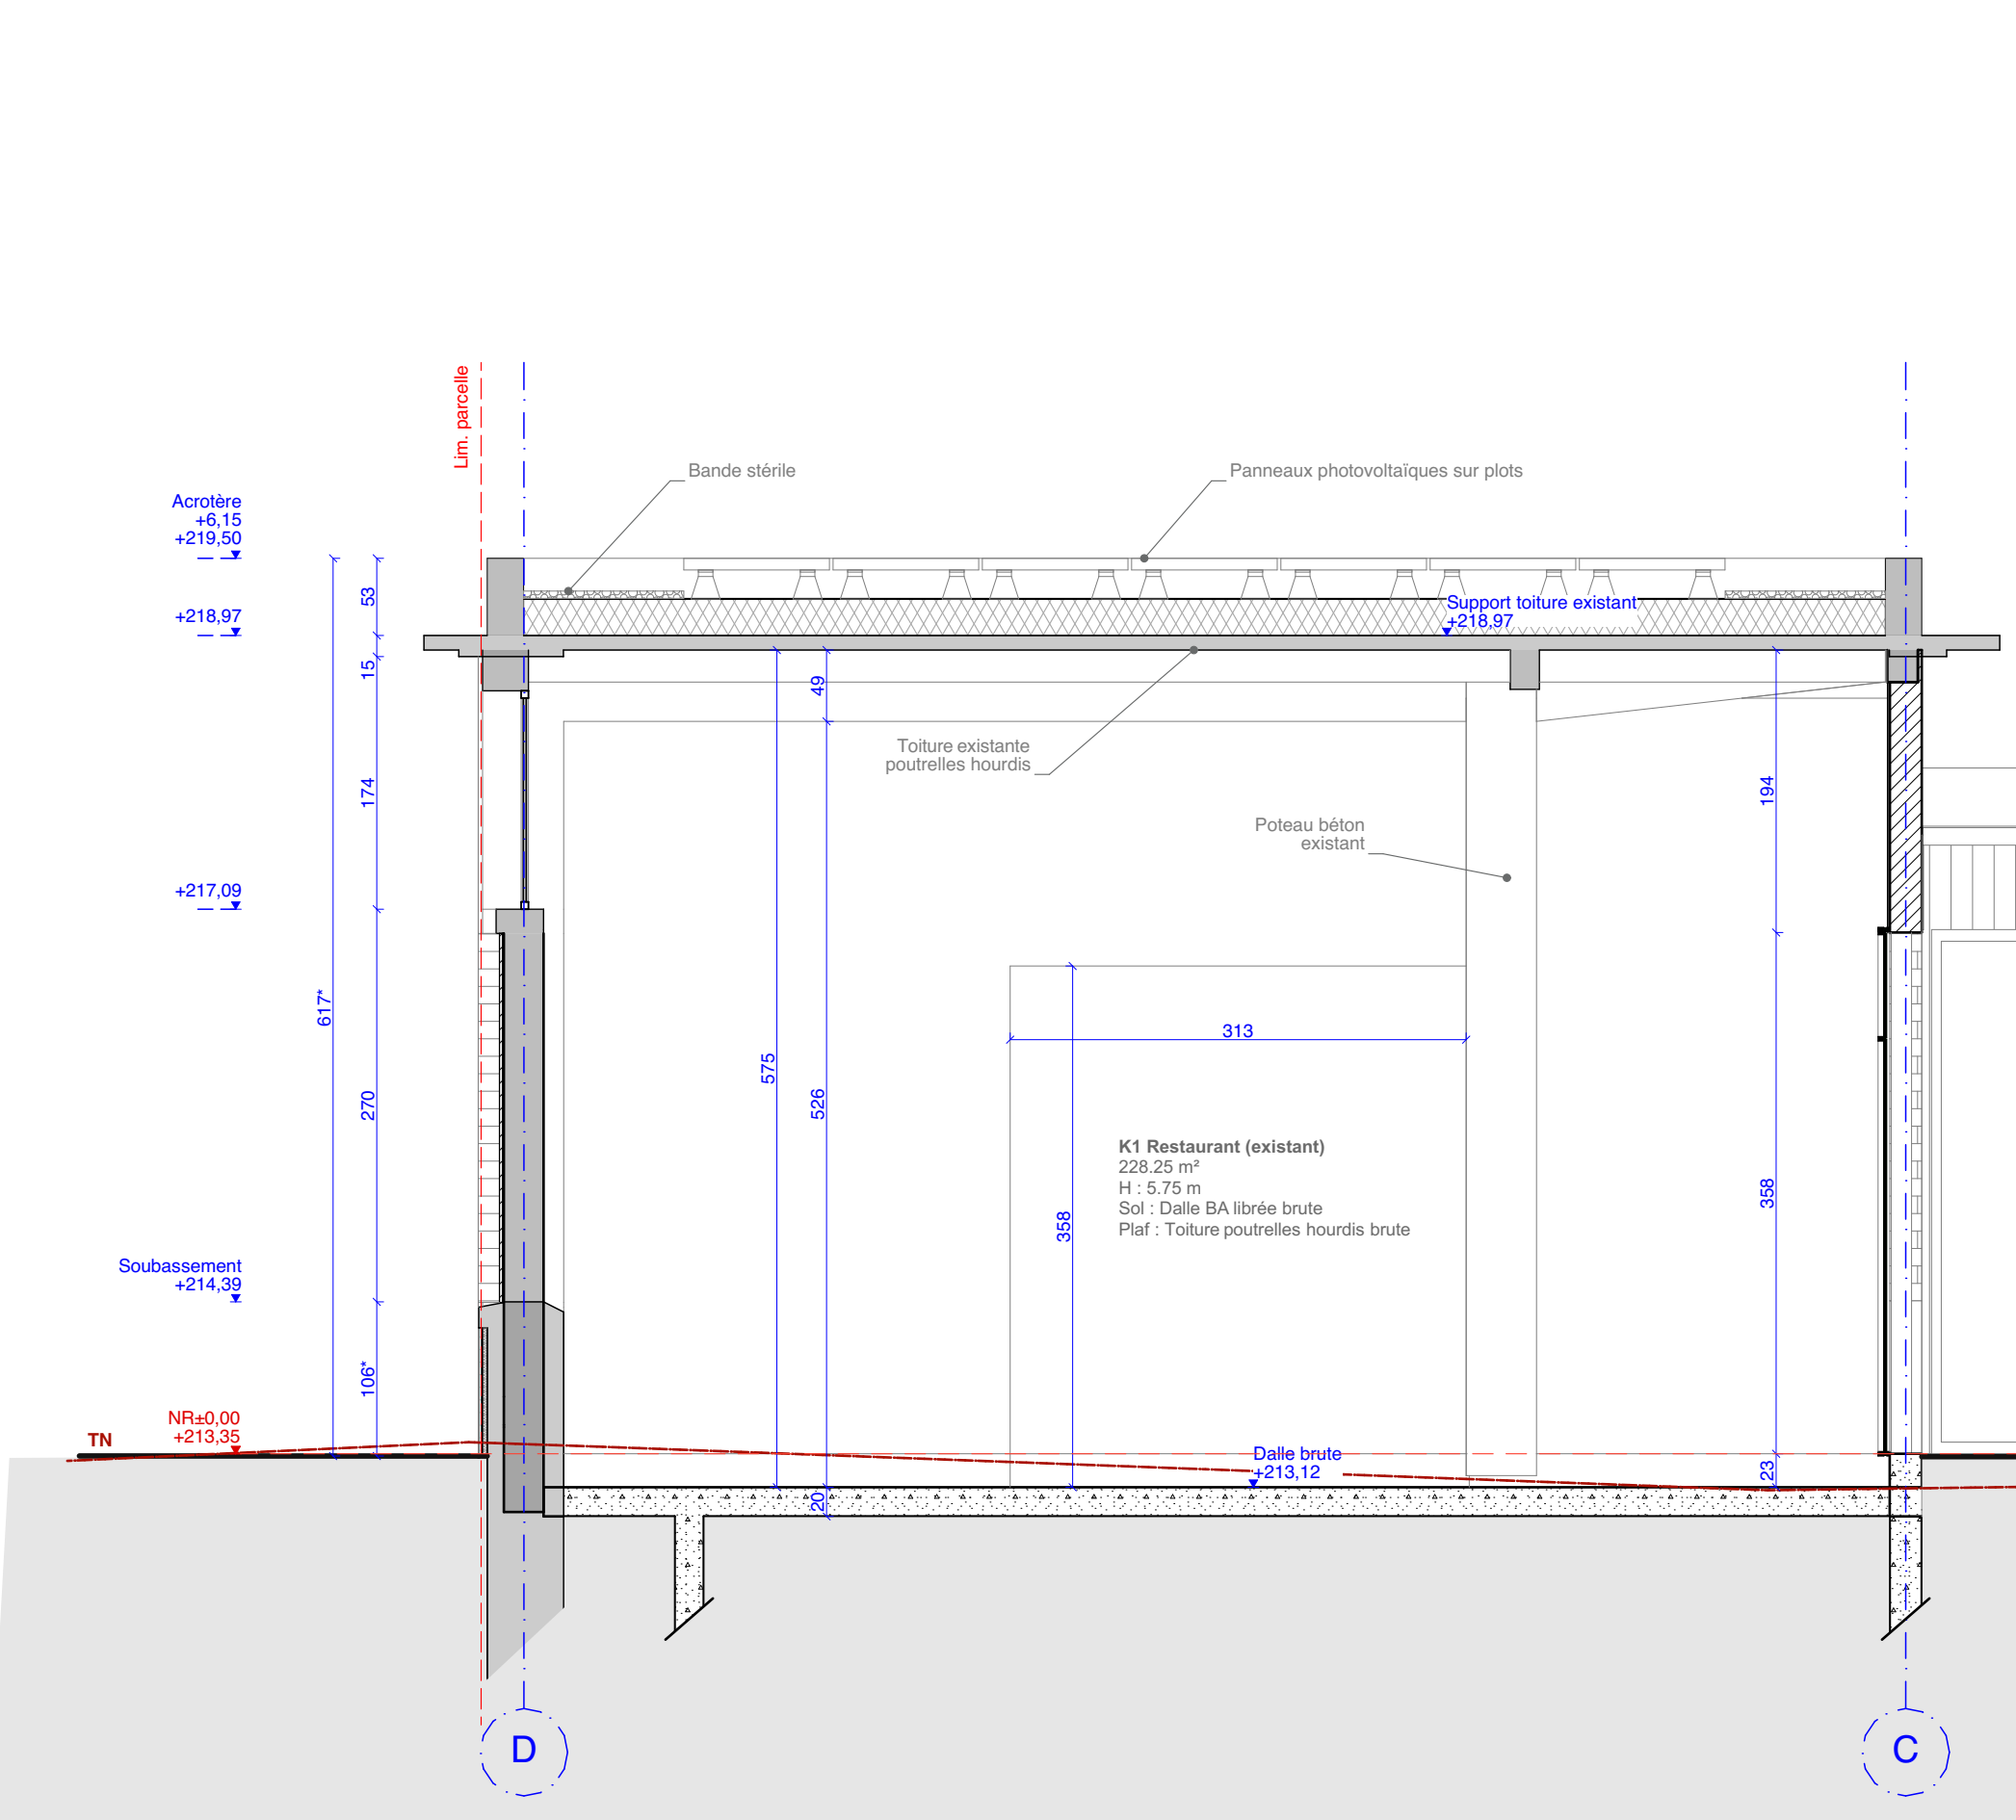 Lim. parcelle
Bande stérile
Panneaux photovoltaïques sur plots
Acrotère
+6,15
+219,50
53
+218,97
Support toiture existant
+218,97
15
49
Toiture existante
poutrelles hourdis
174
194
Poteau béton
existant
+217,09
617*
313
575
526
270
K1 Restaurant (existant)
228.25 m²
H : 5.75 m
Sol : Dalle BA librée brute
Plaf : Toiture poutrelles hourdis brute
358
358
Soubassement
+214,39
106*
NR±0,00
+213,35
TN
Dalle brute
+213,12
23
20
D
C